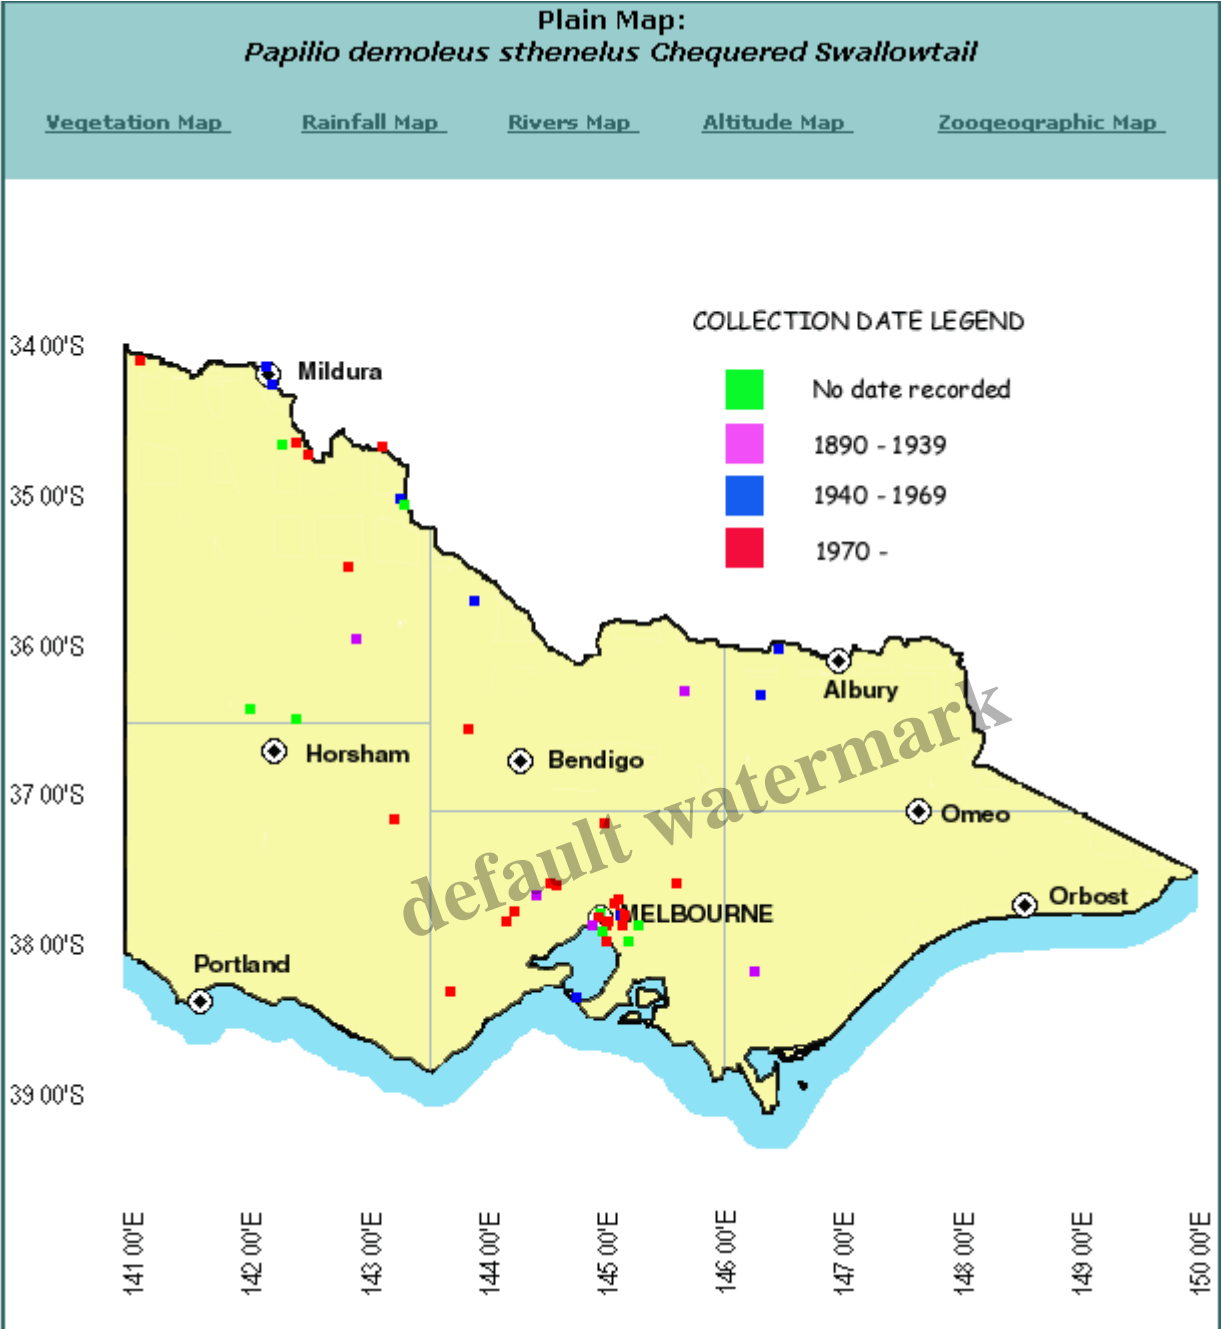 Plain Map:
Papilio demoleus sthenelus Chequered Swallowtail
Vegetation Map Rainfall Map Rivers Map Altitude Map Zoogeographic Map
COLLECTION DATE LEGEND
No date recorded
1890 - 1939
1940 - 1969
1970 -
34 00'S
35 00'S
36 00'S
37 00'S
38 00'S
39 00'S
Mildura
Albury
Horsham
Bendigo
Omeo
Orbost
MELBOURNE
Portland
default watermark
141 00'E
142 00'E
143 00'E
144 00'E
145 00'E
146 00'E
147 00'E
148 00'E
149 00'E
150 00'E